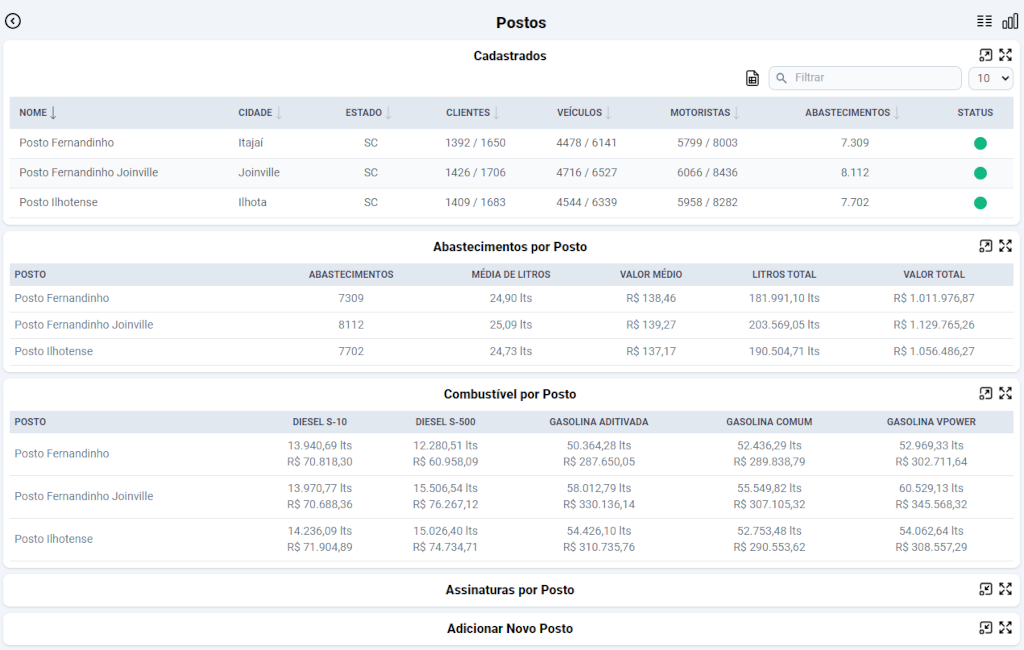 Postos
Cadastrados
Filtrar 10
NOME CIDADE ESTADO CLIENTES VEÍCULOS MOTORISTAS ABASTECIMENTOS STATUS
Posto Fernandinho Itajaí SC 1392 / 1650 4478 / 6141 5799 / 8003 7.309
Posto Fernandinho Joinville Joinville SC 1426 / 1706 4716 / 6527 6066 / 8436 8.112
Posto Ilhotense Ilhota SC 1409 / 1683 4544 / 6339 5958 / 8282 7.702
Abastecimentos por Posto
POSTO ABASTECIMENTOS MÉDIA DE LITROS VALOR MÉDIO LITROS TOTAL VALOR TOTAL
Posto Fernandinho 7309 24,90 lts R$ 138,46 181.991,10 lts R$ 1.011.976,87
Posto Fernandinho Joinville 8112 25,09 lts R$ 139,27 203.569,05 lts R$ 1.129.765,26
Posto Ilhotense 7702 24,73 lts R$ 137,17 190.504,71 lts R$ 1.056.486,27
Combustível por Posto
POSTO DIESEL S-10 DIESEL S-500 GASOLINA ADITIVADA GASOLINA COMUM GASOLINA VPOWER
Posto Fernandinho
13.940,69 lts 12.280,51 lts 50.364,28 lts 52.436,29 lts 52.969,33 lts
R$ 70.818,30 R$ 60.958,09 R$ 287.650,05 R$ 289.838,79 R$ 302.711,64
Posto Fernandinho Joinville
13.970,77 lts 15.506,54 lts 58.012,79 lts 55.549,82 lts 60.529,13 lts
R$ 70.688,36 R$ 76.267,12 R$ 330.136,14 R$ 307.105,32 R$ 345.568,32
Posto Ilhotense
14.236,09 lts 15.026,40 lts 54.426,10 lts 52.753,48 lts 54.062,64 lts
R$ 71.904,89 R$ 74.734,71 R$ 310.735,76 R$ 290.553,62 R$ 308.557,29
Assinaturas por Posto
Adicionar Novo Posto